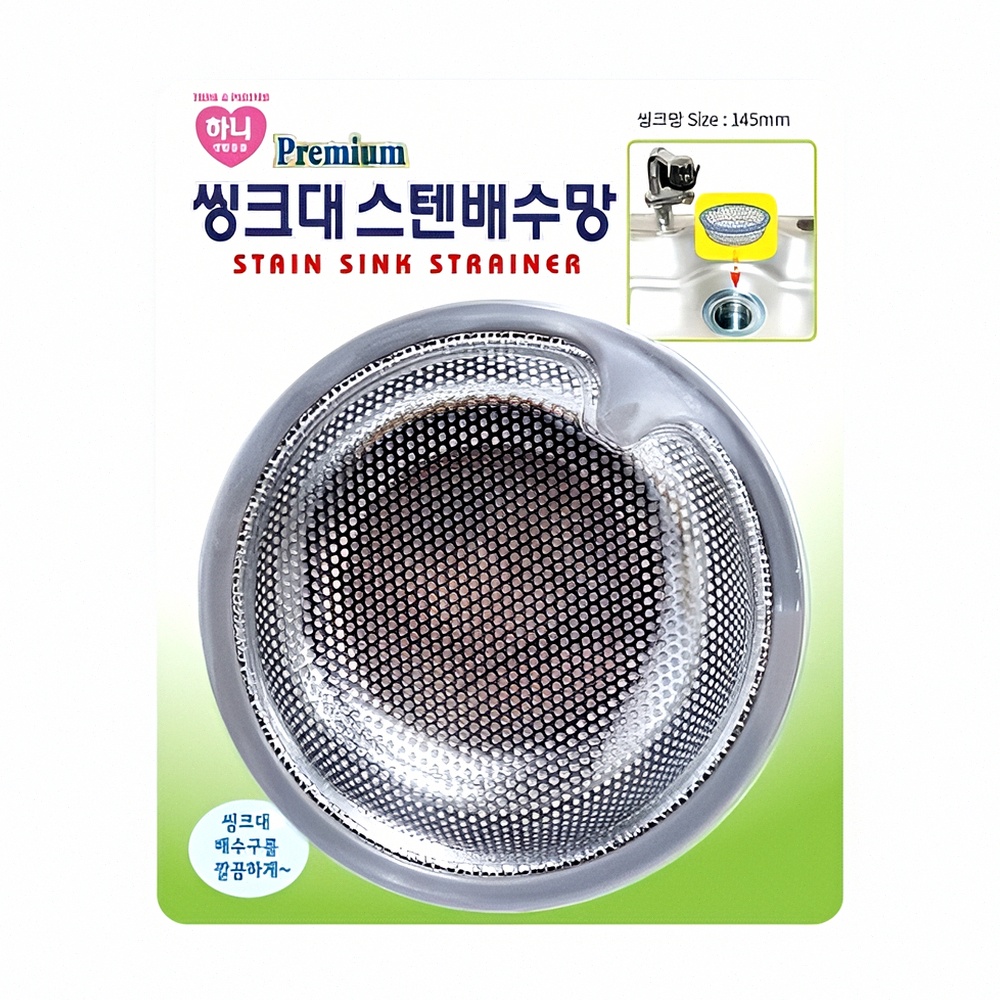 하니
Premium
씽크대 스텐배수망
STAIN SINK STRAINER
씽크망 Size : 145mm
씽크대
배수구를
깔끔하게~